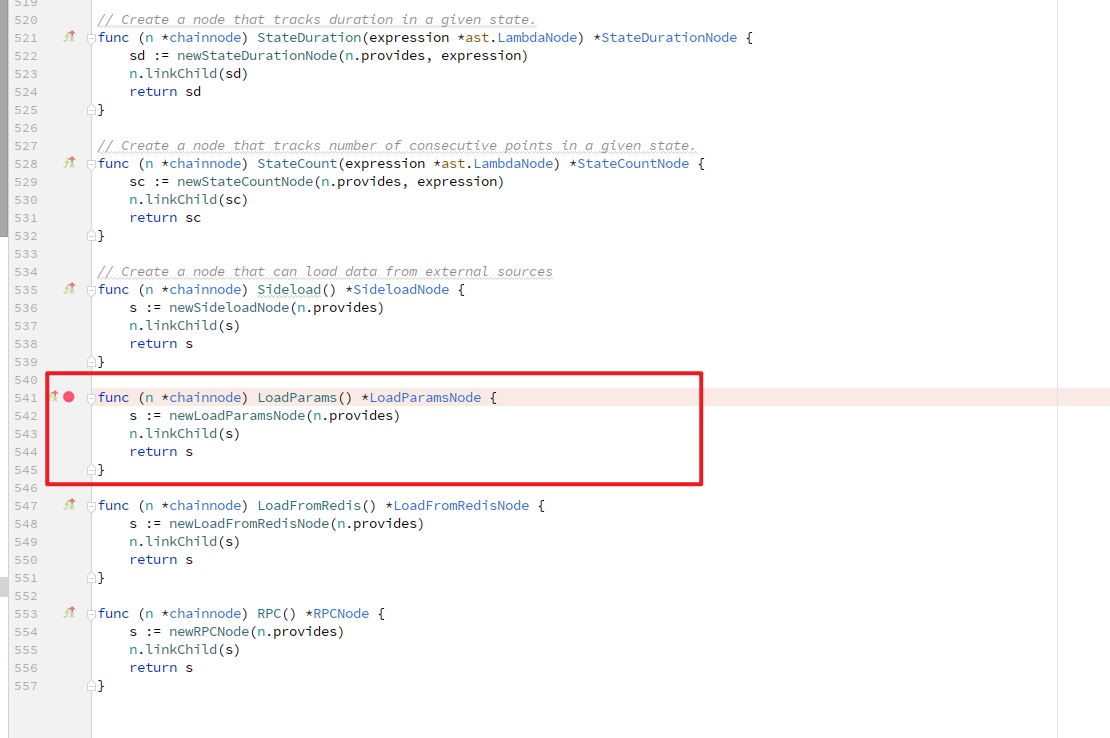 519
520 // Create a node that tracks duration in a given state.
521 func (n *chainnode) StateDuration(expression *ast.LambdaNode) *StateDurationNode {
522 sd := newStateDurationNode(n.provides, expression)
523 n.linkChild(sd)
524 return sd
525 }
526
527 // Create a node that tracks number of consecutive points in a given state.
528 func (n *chainnode) StateCount(expression *ast.LambdaNode) *StateCountNode {
529 sc := newStateCountNode(n.provides, expression)
530 n.linkChild(sc)
531 return sc
532 }
533
534 // Create a node that can load data from external sources
535 func (n *chainnode) Sideload() *SideloadNode {
536 s := newSideloadNode(n.provides)
537 n.linkChild(s)
538 return s
539 }
540
541 func (n *chainnode) LoadParams() *LoadParamsNode {
542 s := newLoadParamsNode(n.provides)
543 n.linkChild(s)
544 return s
545 }
546
547 func (n *chainnode) LoadFromRedis() *LoadFromRedisNode {
548 s := newLoadFromRedisNode(n.provides)
549 n.linkChild(s)
550 return s
551 }
552
553 func (n *chainnode) RPC() *RPCNode {
554 s := newRPCNode(n.provides)
555 n.linkChild(s)
556 return s
557 }